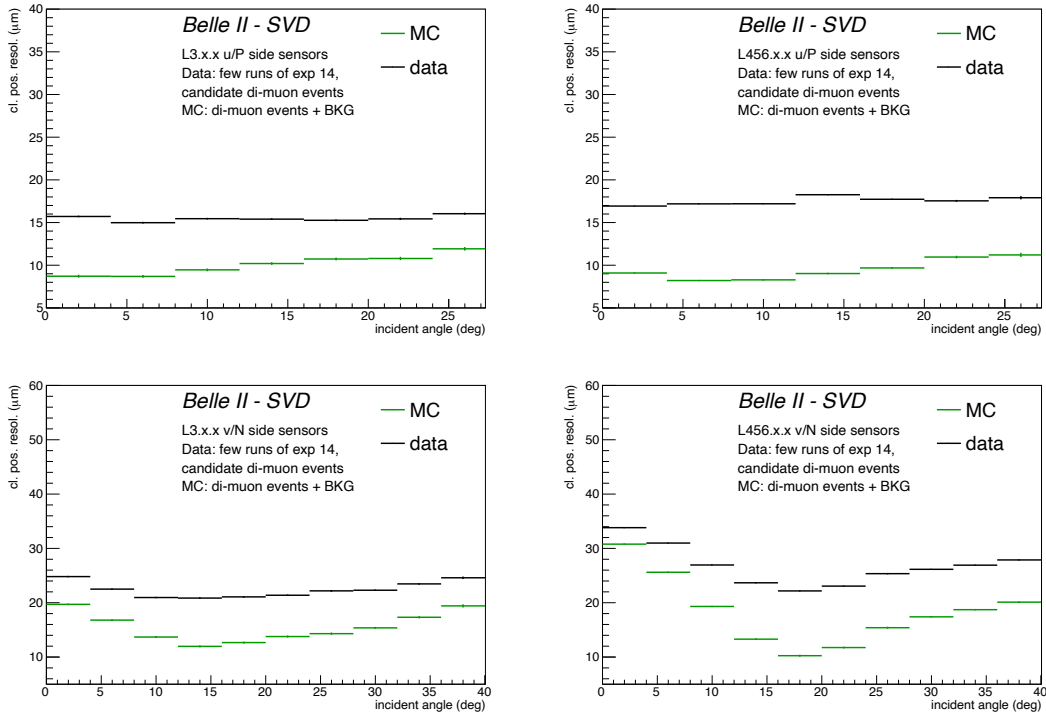 cl. pos. resol. (μm)
40
35
30
25
20
15
10
5
Belle II - SVD
L3.x.x u/P side sensors
Data: few runs of exp 14,
candidate di-muon events
MC: di-muon events + BKG
MC
data
0 5 10 15 20 25
incident angle (deg)
cl. pos. resol. (μm)
40
35
30
25
20
15
10
5
Belle II - SVD
L456.x.x u/P side sensors
Data: few runs of exp 14,
candidate di-muon events
MC: di-muon events + BKG
MC
data
0 5 10 15 20 25
incident angle (deg)
cl. pos. resol. (μm)
60
50
40
30
20
10
Belle II - SVD
L3.x.x v/N side sensors
Data: few runs of exp 14,
candidate di-muon events
MC: di-muon events + BKG
MC
data
0 5 10 15 20 25 30 35 40
incident angle (deg)
cl. pos. resol. (μm)
60
50
40
30
20
10
Belle II - SVD
L456.x.x v/N side sensors
Data: few runs of exp 14,
candidate di-muon events
MC: di-muon events + BKG
MC
data
0 5 10 15 20 25 30 35 40
incident angle (deg)